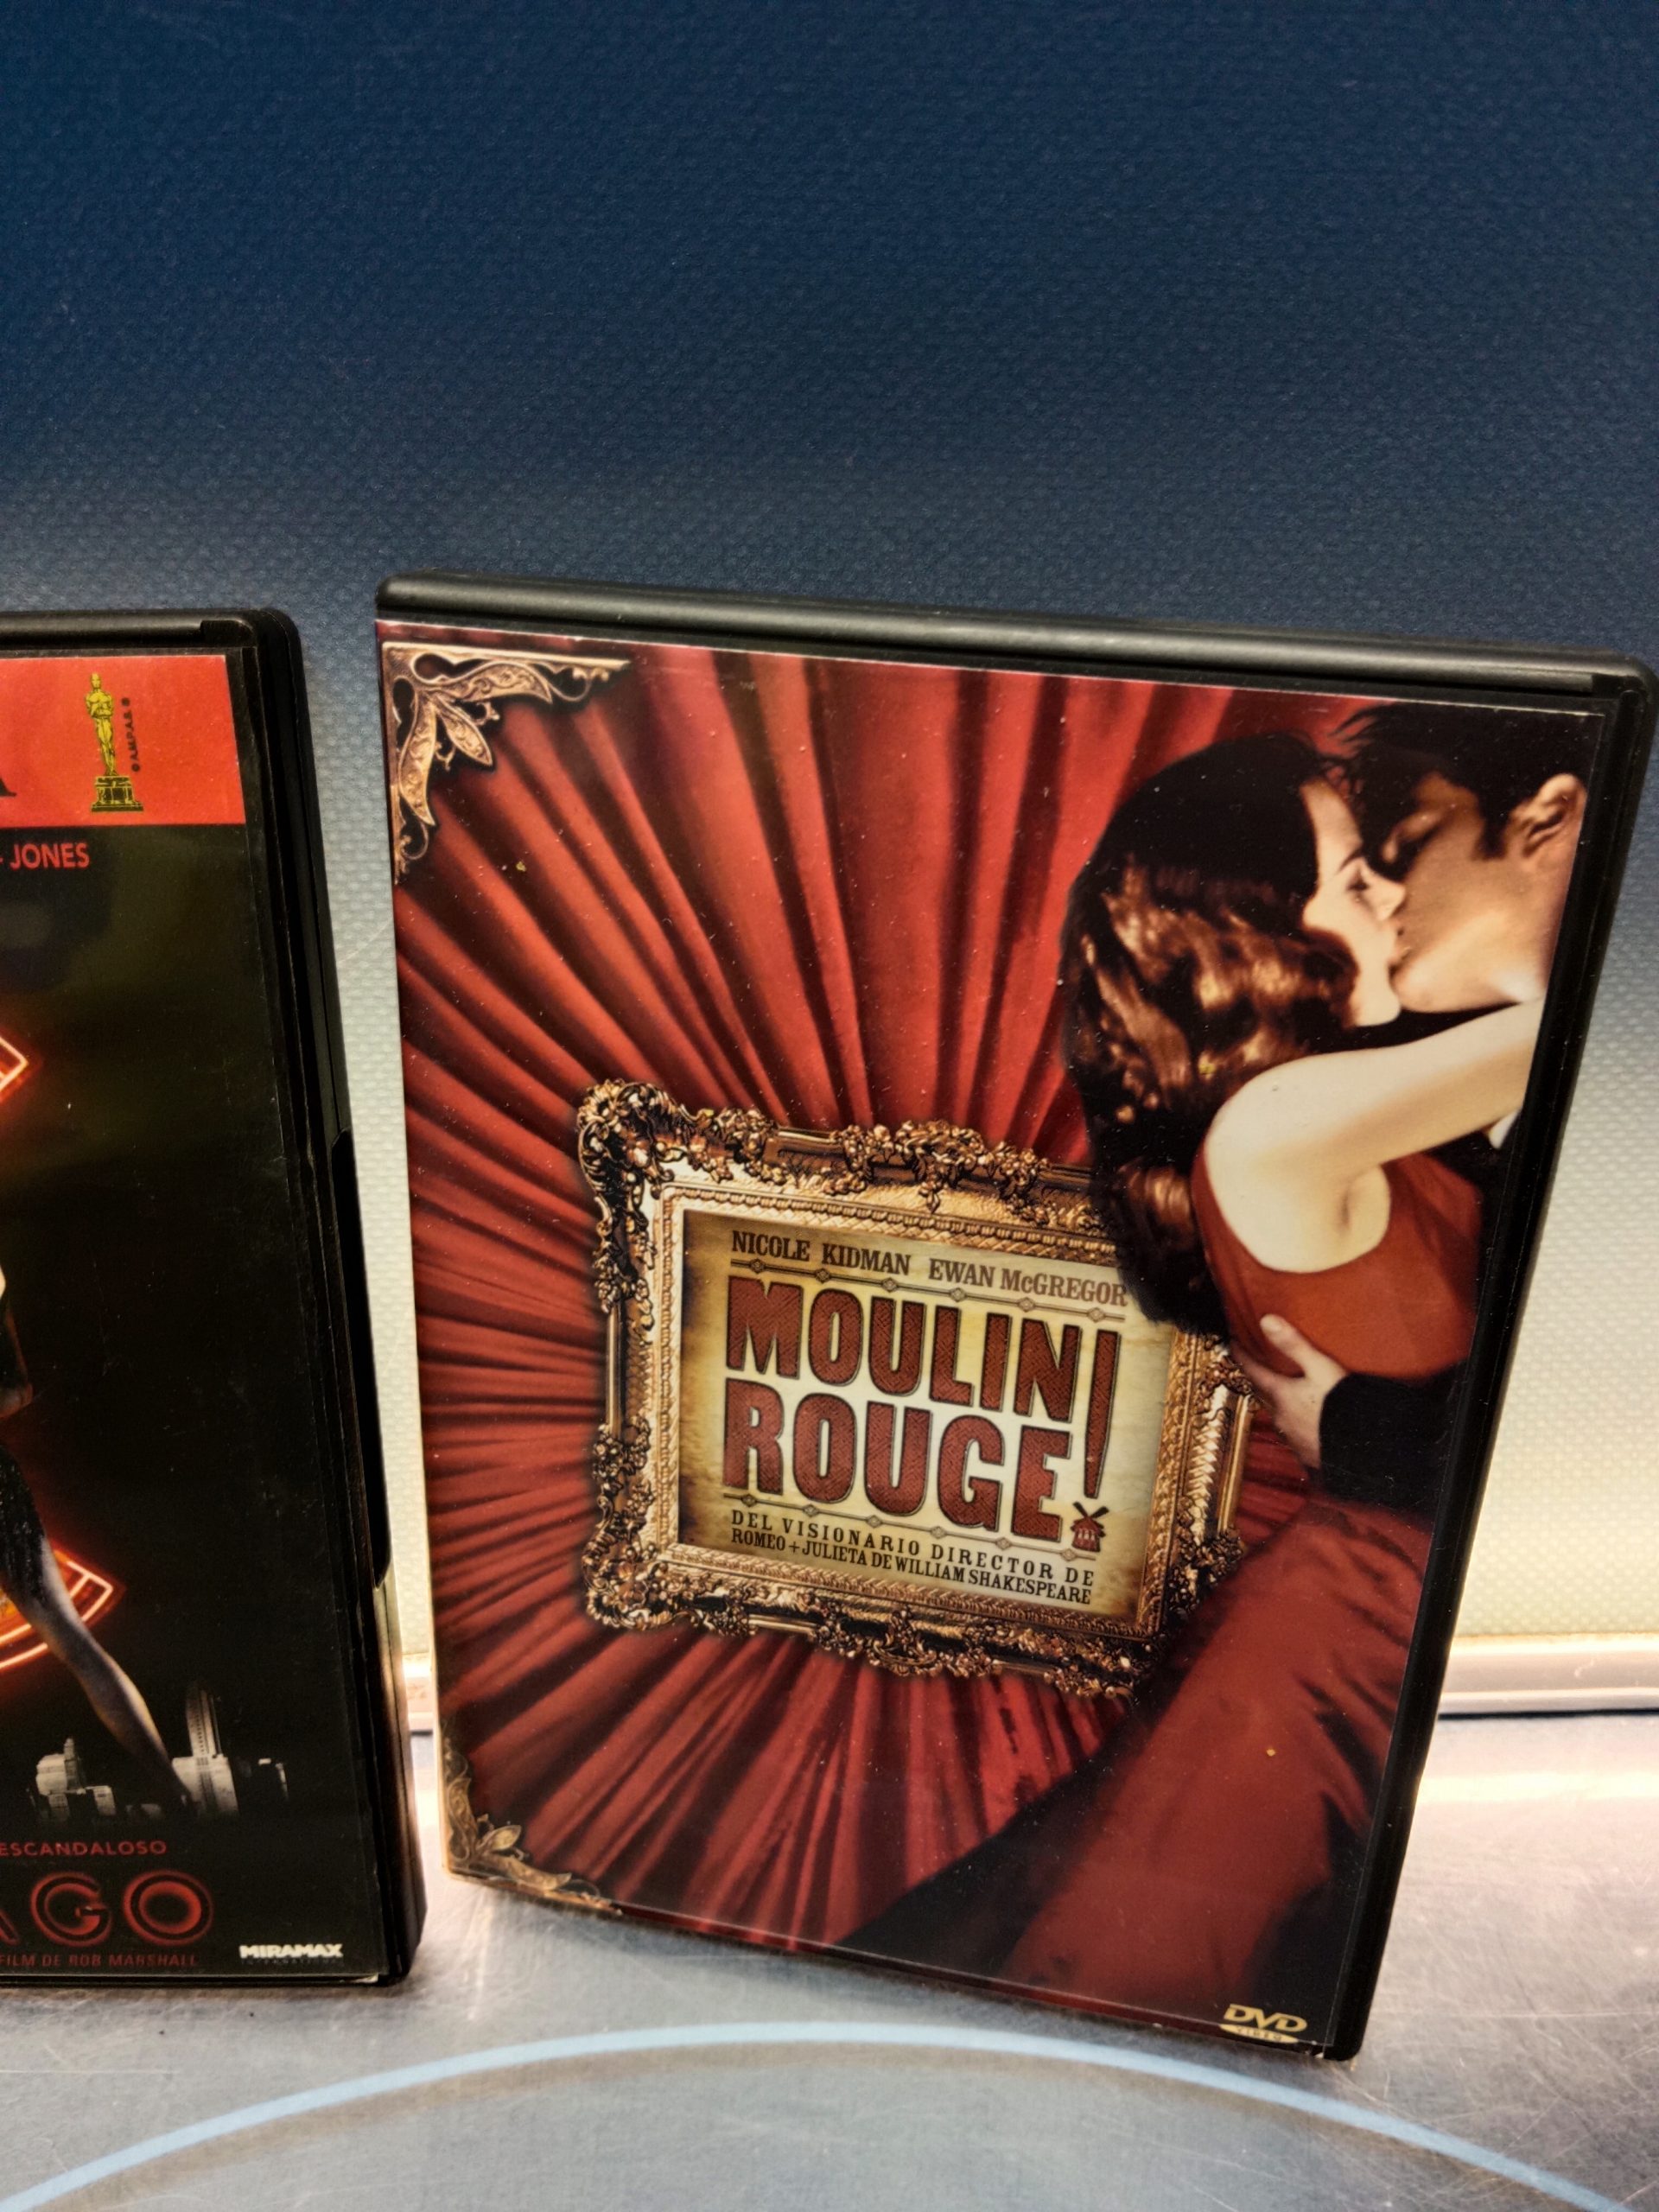 © A.M.P.A.S. ®
- JONES
ESCANDALOSO
AGO
FILM DE ROB MARSHALL
MIRAMAX
NICOLE KIDMAN EWAN McGREGOR
MOULIN
ROUGE!
DEL VISIONARIO DIRECTOR DE
ROMEO + JULIETA DE WILLIAM SHAKESPEARE
DVD
VIDEO